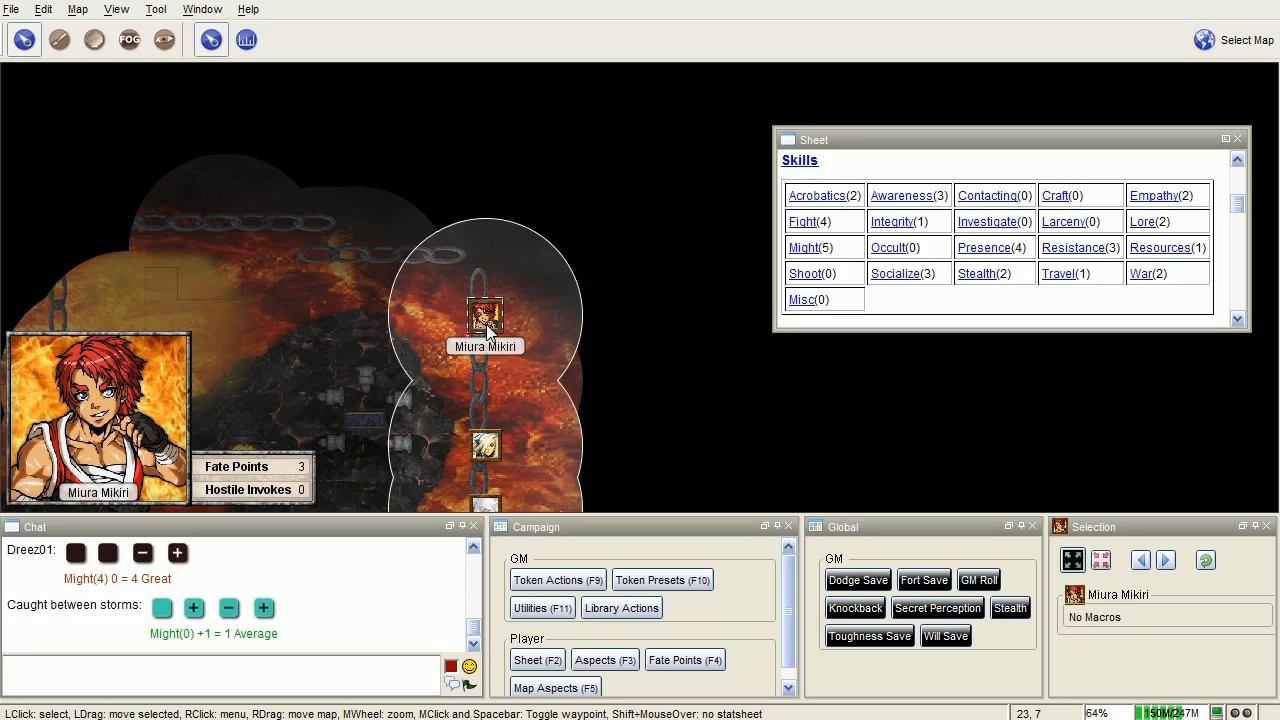 File Edit Map View Tool Window Help
FOG
Select Map
Sheet
Skills
Acrobatics(2) Awareness(3) Contacting(0) Craft(0) Empathy(2)
Fight(4) Integrity(1) Investigate(0) Larceny(0) Lore(2)
Might(5) Occult(0) Presence(4) Resistance(3) Resources(1)
Shoot(0) Socialize(3) Stealth(2) Travel(1) War(2)
Misc(0)
Miura Mikiri
Miura Mikiri
Fate Points 3
Hostile Invokes 0
Chat
Dreez01:
Might(4) 0 = 4 Great
Caught between storms:
Might(0) +1 = 1 Average
Campaign
GM
Token Actions (F9) Token Presets (F10)
Utilities (F11) Library Actions
Player
Sheet (F2) Aspects (F3) Fate Points (F4)
Map Aspects (F5)
Global
GM
Dodge Save Fort Save GM Roll
Knockback Secret Perception Stealth
Toughness Save Will Save
Selection
Miura Mikiri
No Macros
LClick: select, LDrag: move selected, RClick: menu, RDrag: move map, MWheel: zoom, MClick and Spacebar: Toggle waypoint, Shift+MouseOver: no statsheet
23, 7
64%
150M/247M